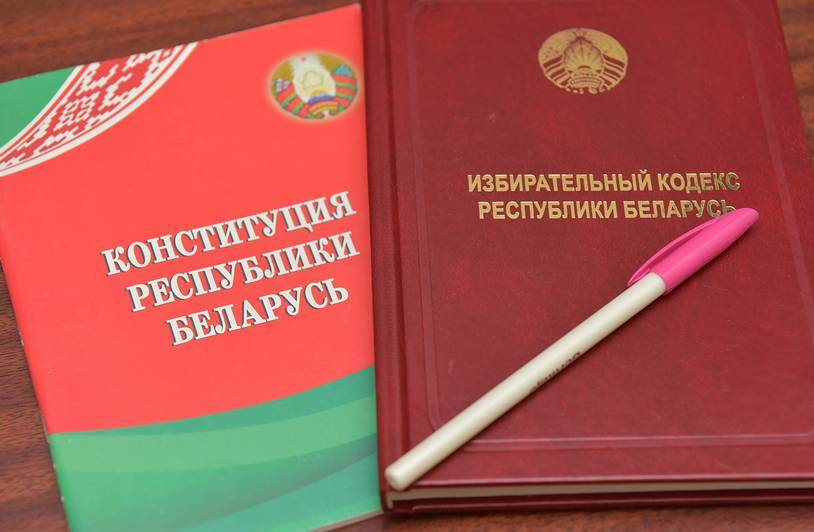 КОНСТИТУЦИЯ
РЕСПУБЛИКИ
БЕЛАРУСЬ
ИЗБИРАТЕЛЬНЫЙ КОДЕКС
РЕСПУБЛИКИ БЕЛАРУСЬ